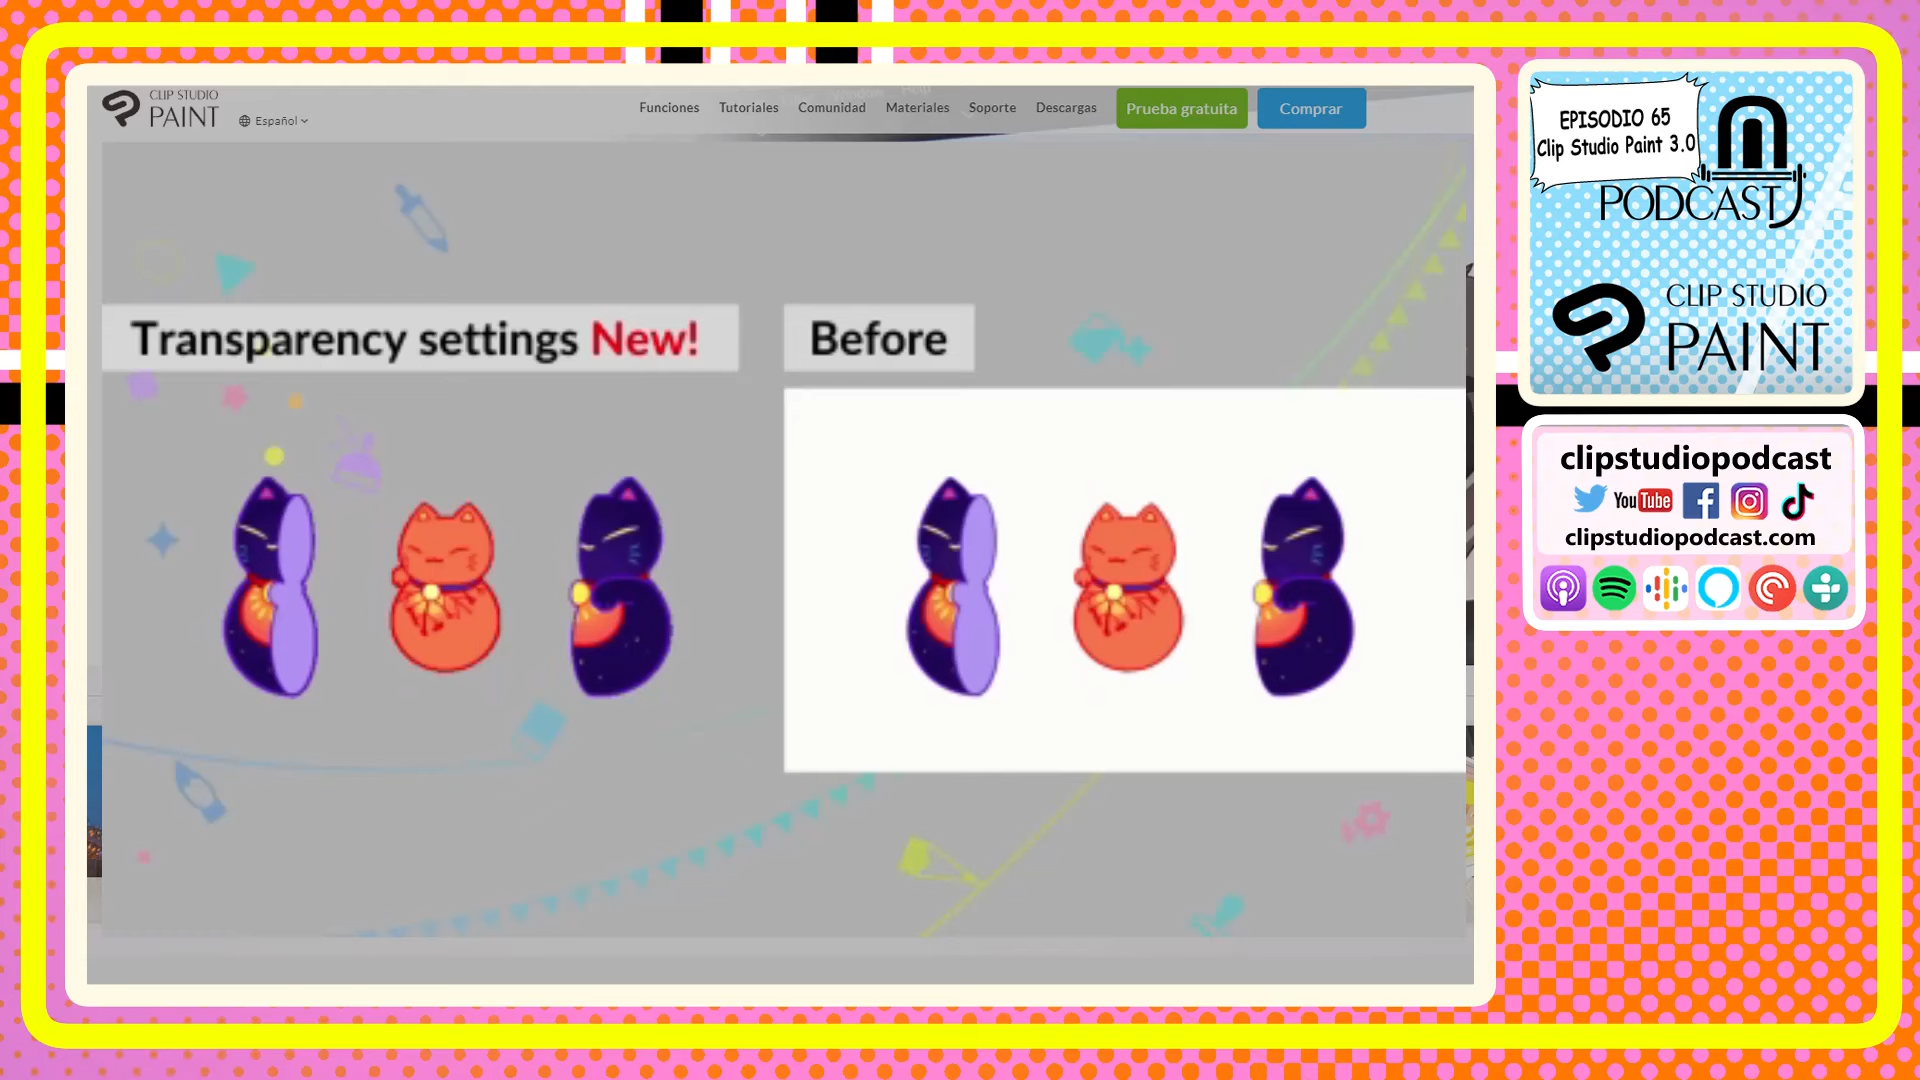 CLIP STUDIO
PAINT
Español
Funciones
Tutoriales
Comunidad
Materiales
Soporte
Descargas
Prueba gratuita
Comprar
Transparency settings New!
Before
EPISODIO 65
Clip Studio Paint 3.0
PODCAST
CLIP STUDIO
PAINT
clipstudiopodcast
YouTube
clipstudiopodcast.com